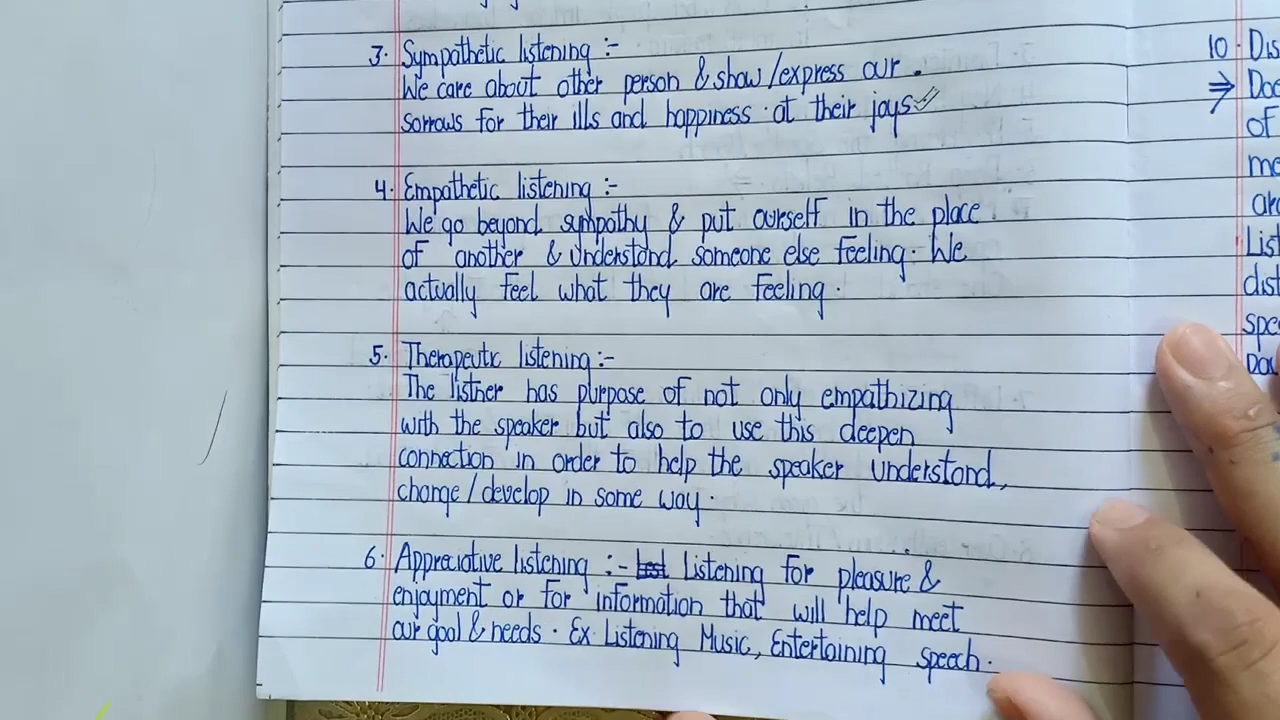 3. Sympathetic listening :-
We care about other person & show/express our .
sorrows for their ills and happiness at their joys
4. Empathetic listening :-
We go beyond sympathy & put ourself in the place
of another & understand someone else feeling. We
actually feel what they are feeling.
5. Therapeutic listening :-
The listner has purpose of not only empathizing
with the speaker but also to use this deepen
connection in order to help the speaker understand,
change/develop in some way.
6. Appreciative listening :- Listening for pleasure &
enjoyment or for information that will help meet
our goal & needs. Ex Listening Music, Entertaining speech.
10. Dis
⇒ Doc
of
List
dist
spe